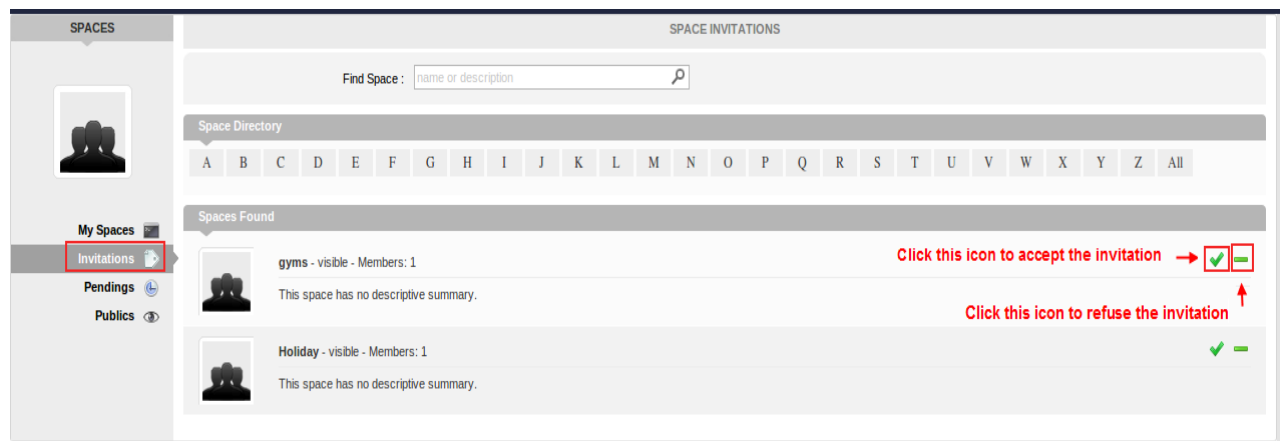 SPACES
SPACE INVITATIONS
Find Space : name or description
Space Directory
A B C D E F G H I J K L M N O P Q R S T U V W X Y Z All
My Spaces
Invitations
Pendings
Publics
Spaces Found
gyms - visible - Members: 1
Click this icon to accept the invitation
This space has no descriptive summary.
Click this icon to refuse the invitation
Holiday - visible - Members: 1
This space has no descriptive summary.